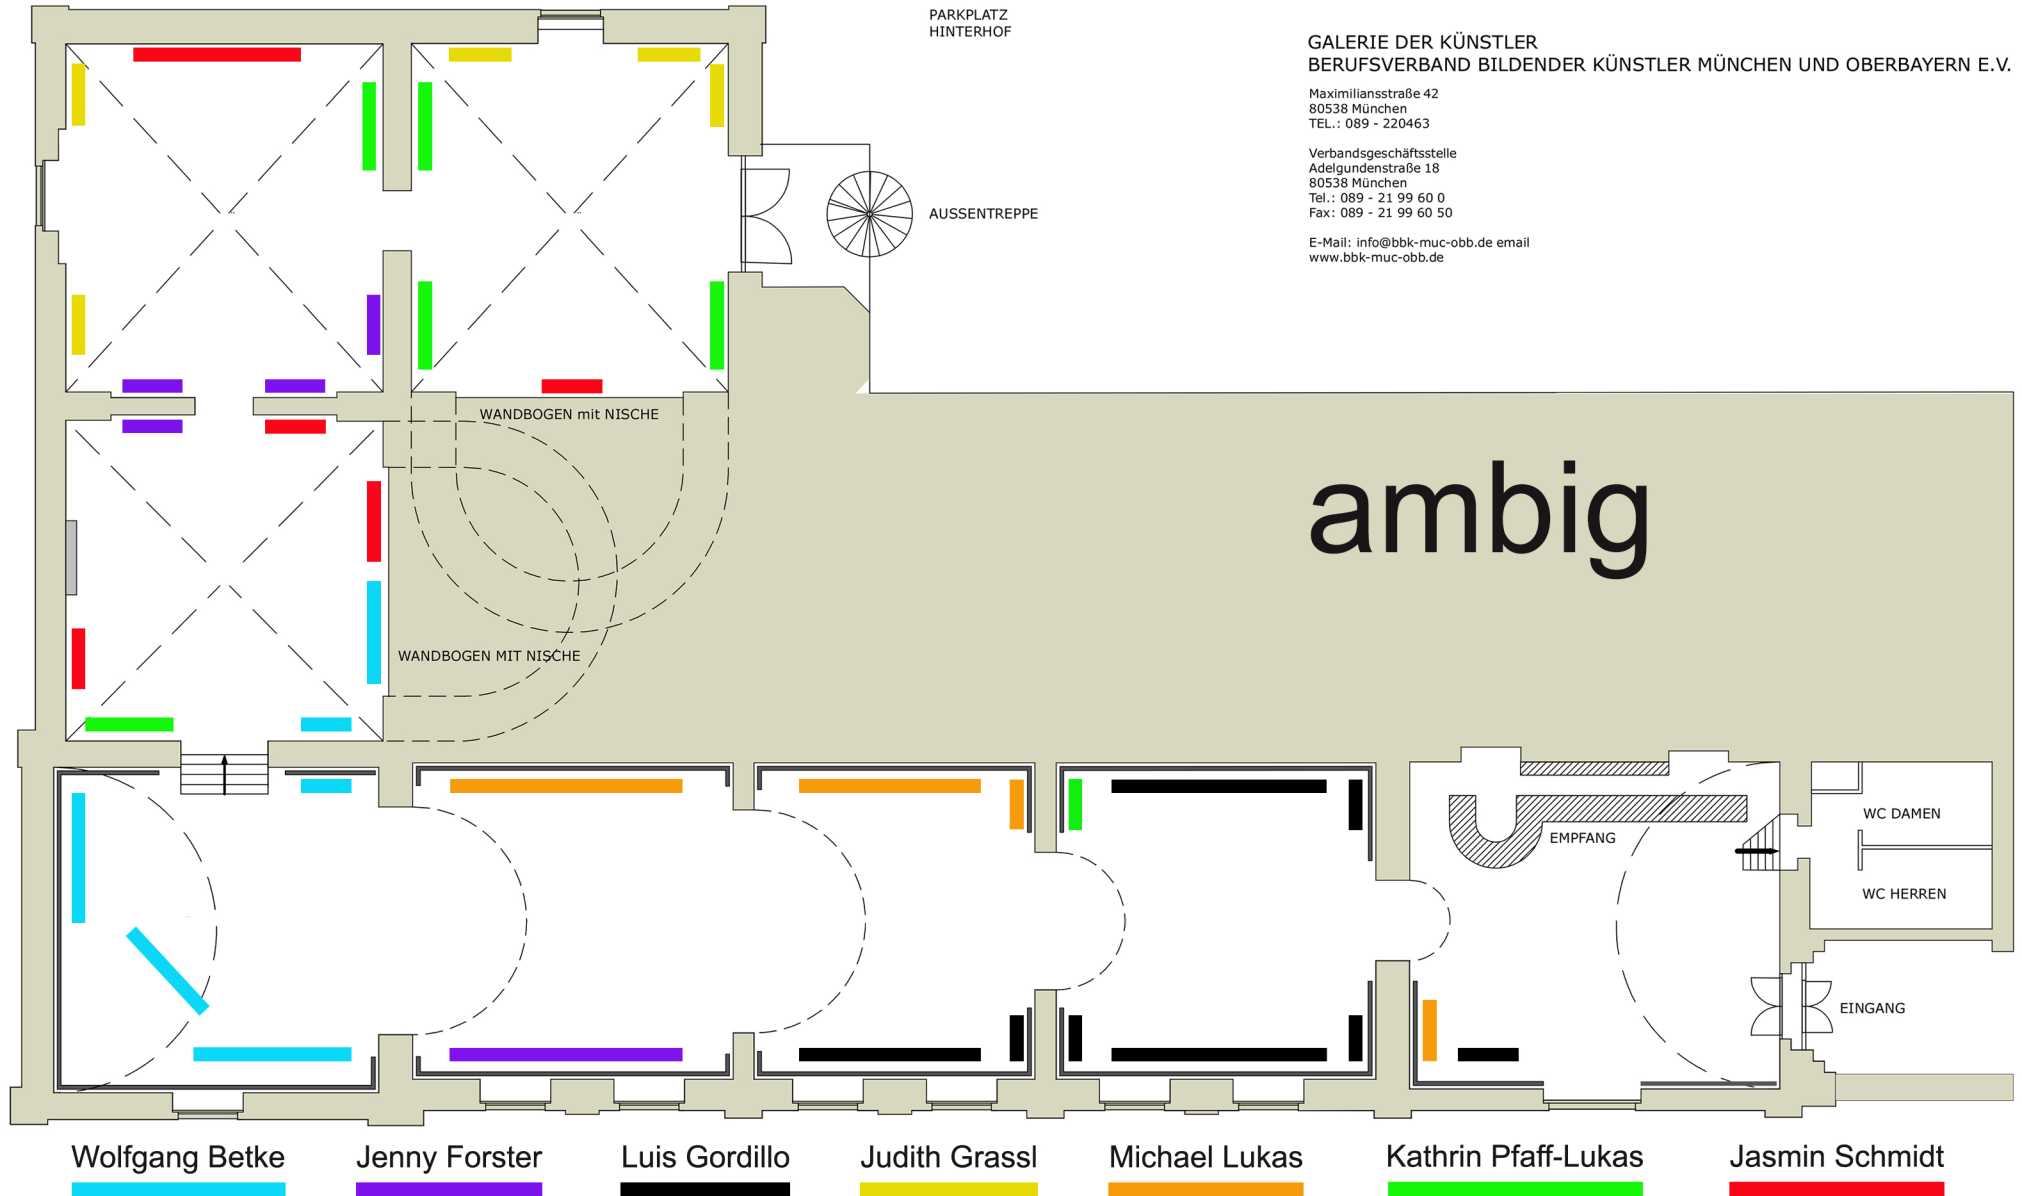 PARKPLATZ
HINTERHOF
GALERIE DER KÜNSTLER
BERUFSVERBAND BILDENDER KÜNSTLER MÜNCHEN UND OBERBAYERN E.V.
Maximiliansstraße 42
80538 München
TEL.: 089 - 220463
Verbandsgeschäftsstelle
Adelgundenstraße 18
80538 München
Tel.: 089 - 21 99 60 0
Fax: 089 - 21 99 60 50
E-Mail: info@bbk-muc-obb.de email
www.bbk-muc-obb.de
AUSSENTREPPE
WANDBOGEN mit NISCHE
ambig
WANDBOGEN MIT NISCHE
WC DAMEN
EMPFANG
WC HERREN
EINGANG
Wolfgang Betke
Jenny Forster
Luis Gordillo
Judith Grassl
Michael Lukas
Kathrin Pfaff-Lukas
Jasmin Schmidt